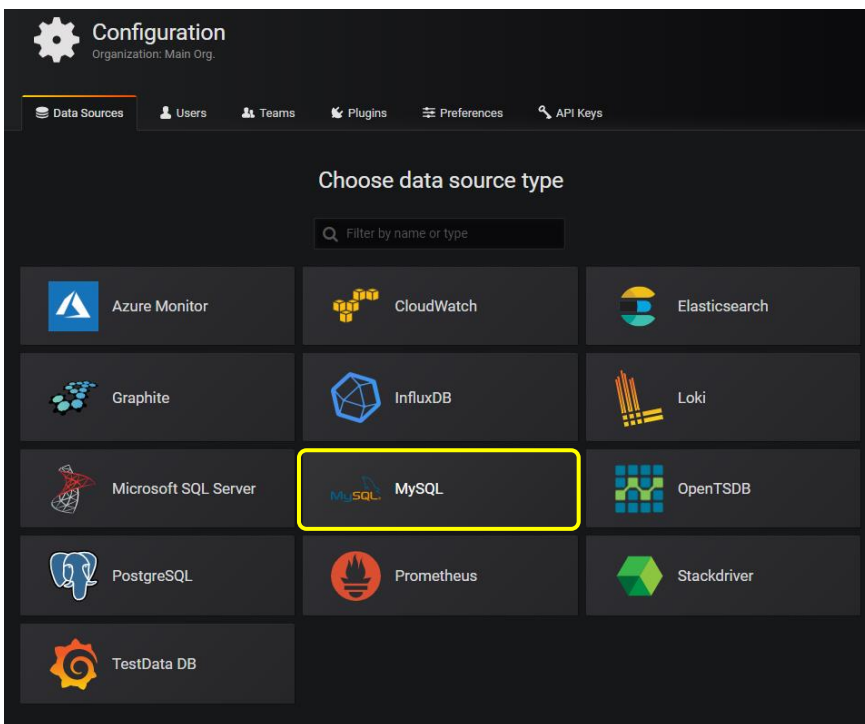 Configuration
Organization: Main Org.
Data Sources Users Teams Plugins Preferences API Keys
Choose data source type
Filter by name or type
Azure Monitor CloudWatch Elasticsearch
Graphite InfluxDB Loki
Microsoft SQL Server MySQL. MySQL OpenTSDB
PostgreSQL Prometheus Stackdriver
TestData DB